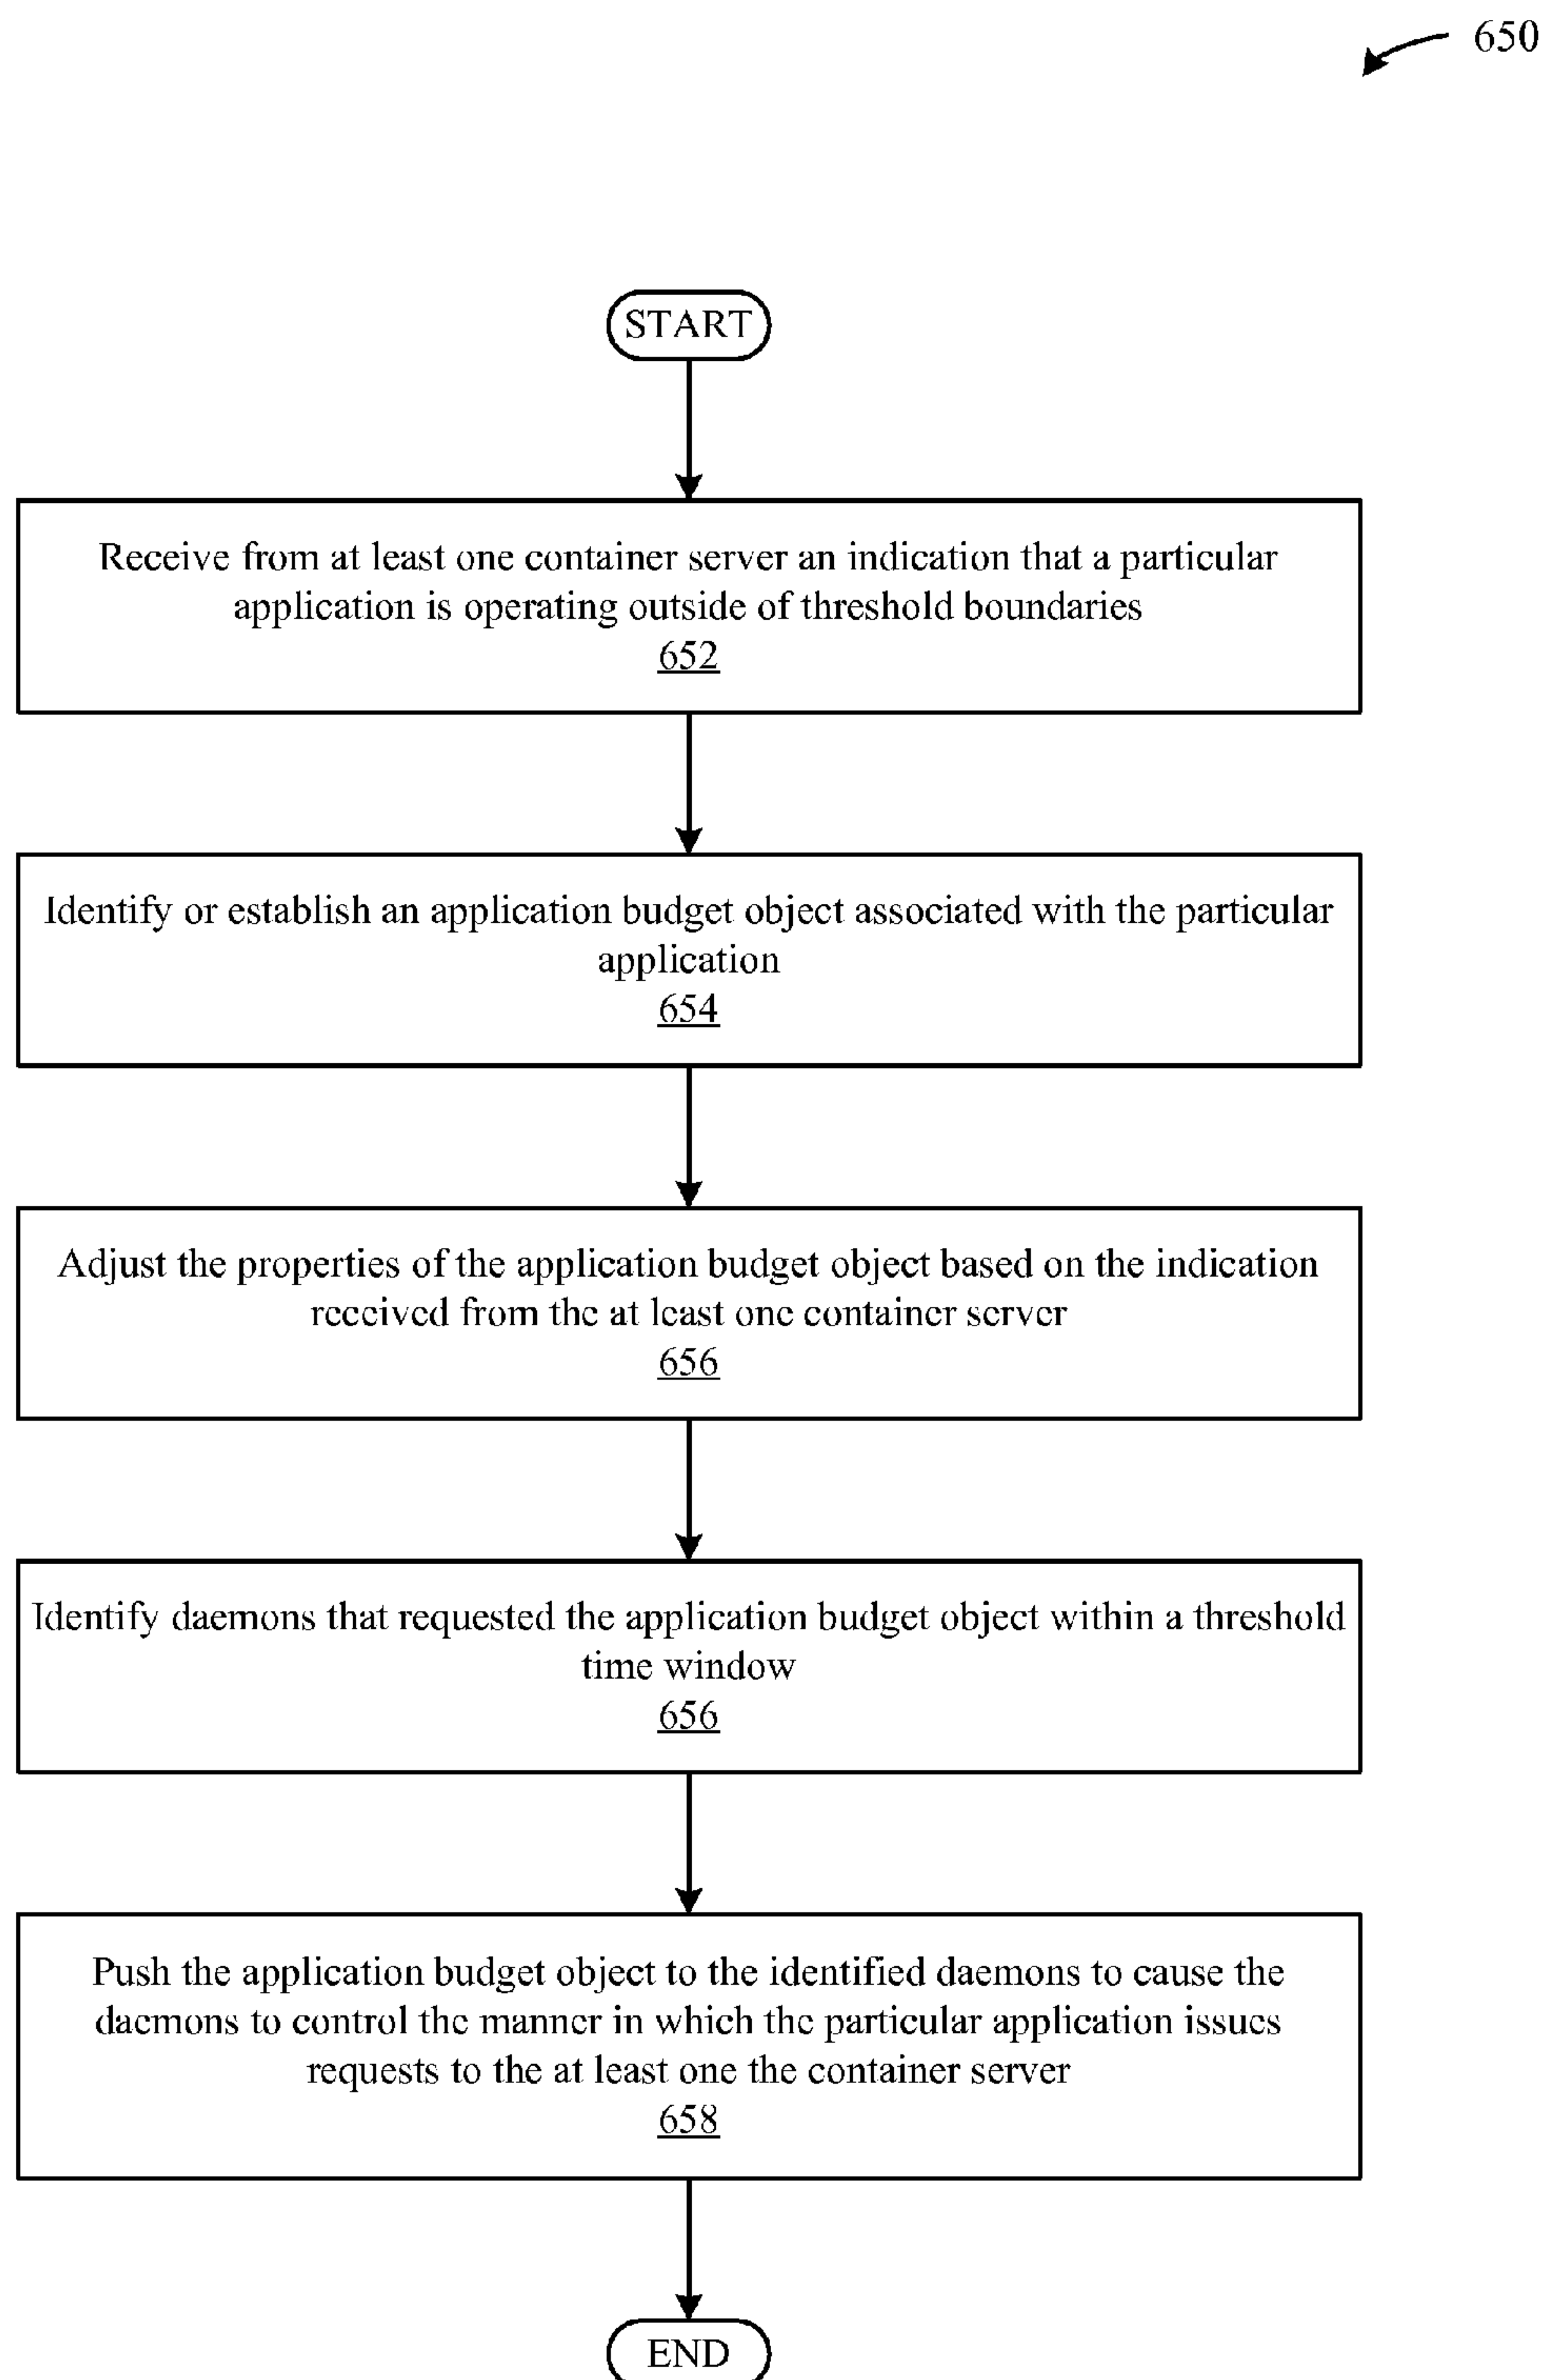 650
START
Receive from at least one container server an indication that a particular
application is operating outside of threshold boundaries
652
Identify or establish an application budget object associated with the particular
application
654
Adjust the properties of the application budget object based on the indication
received from the at least one container server
656
Identify daemons that requested the application budget object within a threshold
time window
656
Push the application budget object to the identified daemons to cause the
daemons to control the manner in which the particular application issues
requests to the at least one the container server
658
END